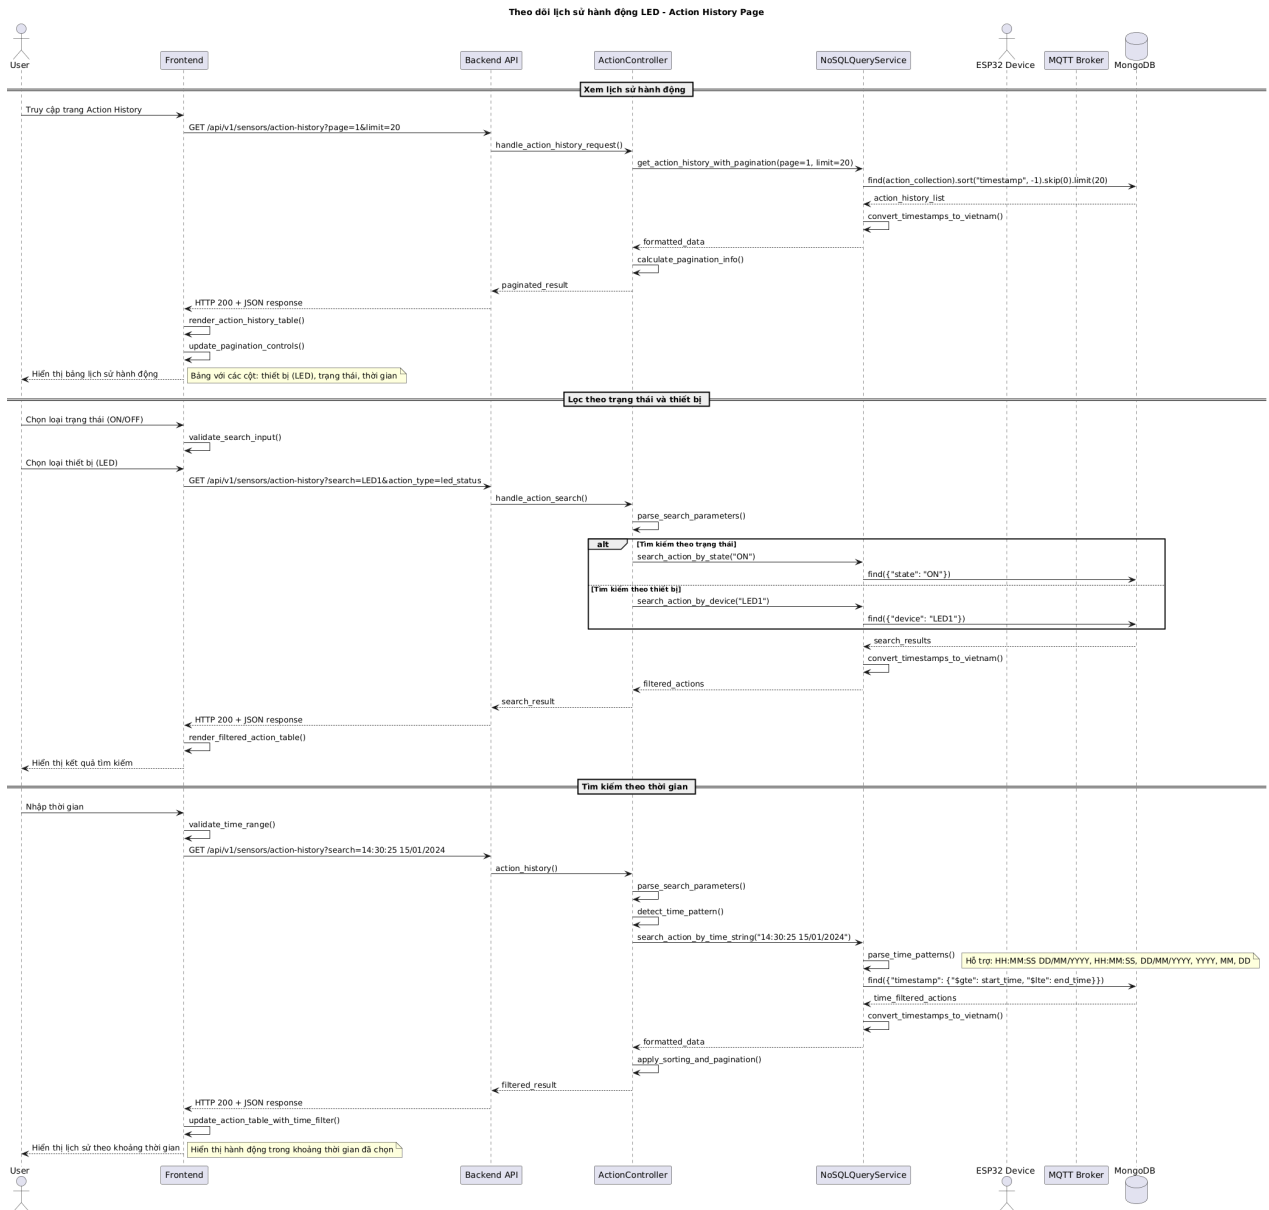 Theo dõi lịch sử hành động LED - Action History Page
User
Frontend
Backend API
ActionController
NoSQLQueryService
ESP32 Device
MQTT Broker
MongoDB
Xem lịch sử hành động
Truy cập trang Action History
GET /api/v1/sensors/action-history?page=1&limit=20
handle_action_history_request()
get_action_history_with_pagination(page=1, limit=20)
find(action_collection).sort("timestamp", -1).skip(0).limit(20)
action_history_list
convert_timestamps_to_vietnam()
formatted_data
calculate_pagination_info()
paginated_result
HTTP 200 + JSON response
render_action_history_table()
update_pagination_controls()
Hiển thị bảng lịch sử hành động
Bảng với các cột: thiết bị (LED), trạng thái, thời gian
Lọc theo trạng thái và thiết bị
Chọn loại trạng thái (ON/OFF)
validate_search_input()
Chọn loại thiết bị (LED)
GET /api/v1/sensors/action-history?search=LED1&action_type=led_status
handle_action_search()
parse_search_parameters()
alt
[Tìm kiếm theo trạng thái]
search_action_by_state("ON")
find({"state": "ON"})
[Tìm kiếm theo thiết bị]
search_action_by_device("LED1")
find({"device": "LED1"})
search_results
convert_timestamps_to_vietnam()
filtered_actions
search_result
HTTP 200 + JSON response
render_filtered_action_table()
Hiển thị kết quả tìm kiếm
Tìm kiếm theo thời gian
Nhập thời gian
validate_time_range()
GET /api/v1/sensors/action-history?search=14:30:25 15/01/2024
action_history()
parse_search_parameters()
detect_time_pattern()
search_action_by_time_string("14:30:25 15/01/2024")
parse_time_patterns()
Hỗ trợ: HH:MM:SS DD/MM/YYYY, HH:MM:SS, DD/MM/YYYY, YYYY, MM, DD
find({"timestamp": {"$gte": start_time, "$lte": end_time}})
time_filtered_actions
convert_timestamps_to_vietnam()
formatted_data
apply_sorting_and_pagination()
filtered_result
HTTP 200 + JSON response
update_action_table_with_time_filter()
Hiển thị lịch sử theo khoảng thời gian
Hiển thị hành động trong khoảng thời gian đã chọn
User
Frontend
Backend API
ActionController
NoSQLQueryService
ESP32 Device
MQTT Broker
MongoDB